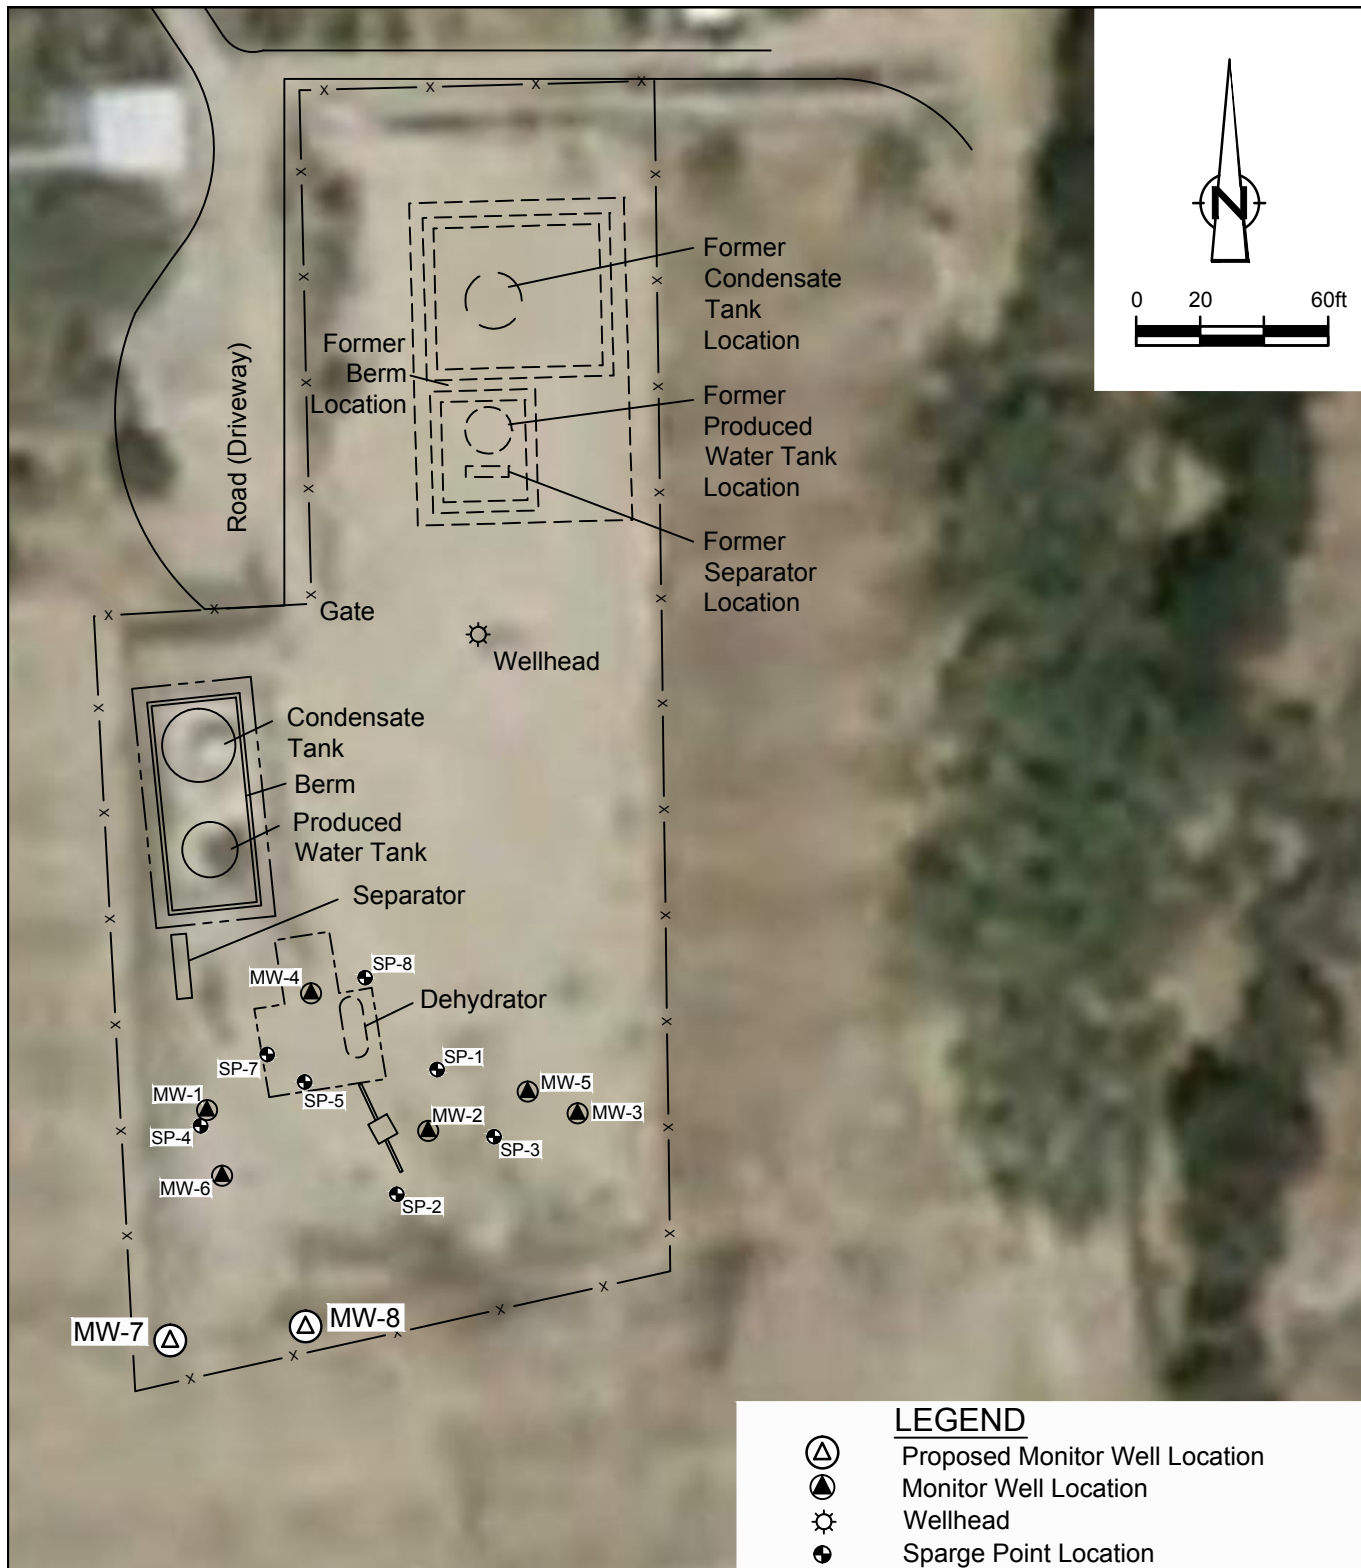 N
0 20 60ft
Former
Condensate
Tank
Location
Former
Berm
Location
Former
Produced
Water Tank
Location
Road (Driveway)
Former
Separator
Location
Gate
Wellhead
Condensate
Tank
Berm
Produced
Water Tank
Separator
MW-4
SP-8
Dehydrator
SP-7
SP-1
SP-5
MW-5
MW-1
MW-3
MW-2
SP-4
SP-3
MW-6
SP-2
MW-7
MW-8
LEGEND
Proposed Monitor Well Location
Monitor Well Location
Wellhead
Sparge Point Location